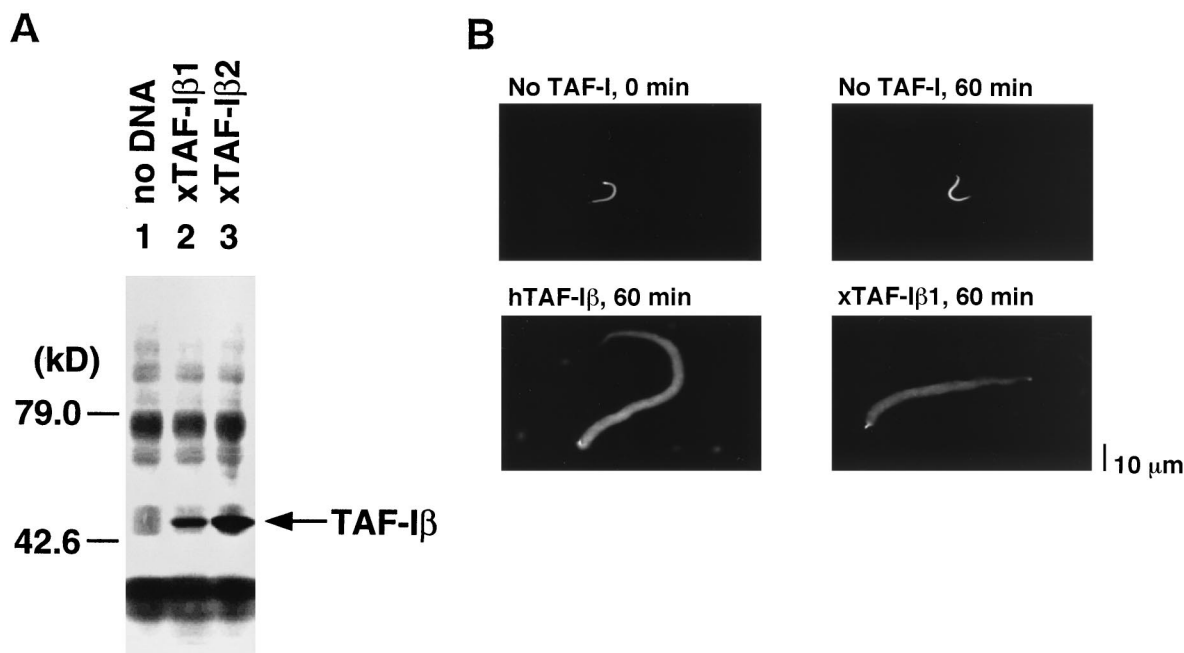 A
no DNA
xTAF-Iβ1
xTAF-Iβ2
1 2 3
(kD)
79.0
42.6
TAF-Iβ
B
No TAF-I, 0 min
No TAF-I, 60 min
hTAF-Iβ, 60 min
xTAF-Iβ1, 60 min
10 μm